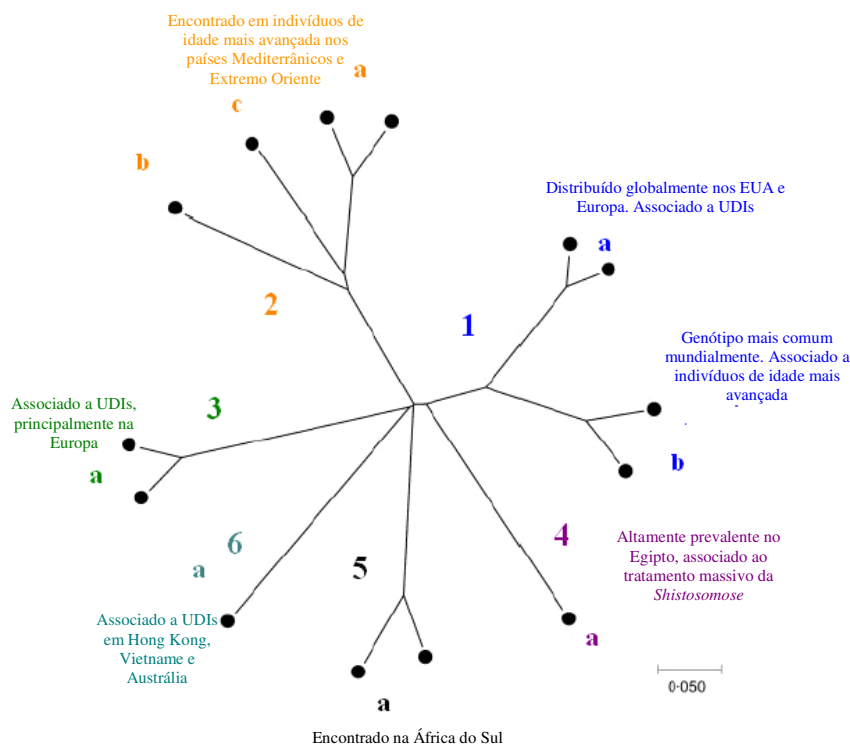 Encontrado em indivíduos de
idade mais avançada nos
países Mediterrânicos e
Extremo Oriente
a
c
b
2
Distribuído globalmente nos EUA e
Europa. Associado a UDIs
a
1
Genótipo mais comum
mundialmente. Associado a
indivíduos de idade mais
avançada
b
Associado a UDIs,
principalmente na
Europa
3
a
6
a
Associado a UDIs
em Hong Kong,
Vietname e
Austrália
5
a
Encontrado na África do Sul
4
Altamente prevalente no
Egipto, associado ao
tratamento massivo da
Shistosomose
a
0·050